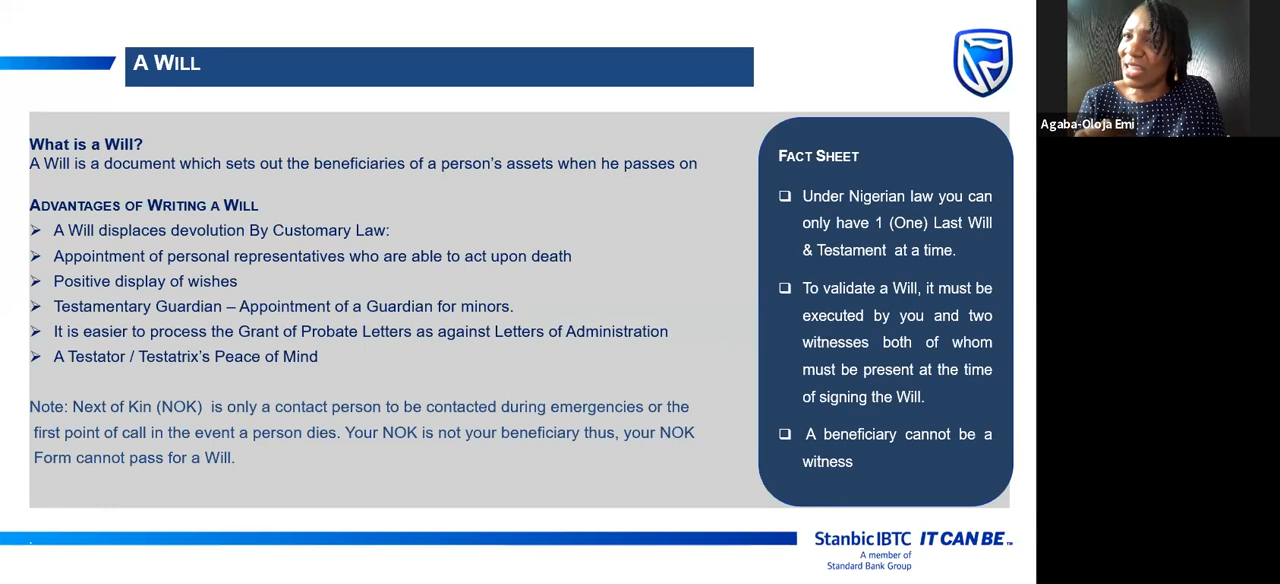 A WILL
What is a Will?
A Will is a document which sets out the beneficiaries of a person's assets when he passes on
ADVANTAGES OF WRITING A WILL
A Will displaces devolution By Customary Law:
Appointment of personal representatives who are able to act upon death
Positive display of wishes
Testamentary Guardian – Appointment of a Guardian for minors.
It is easier to process the Grant of Probate Letters as against Letters of Administration
A Testator / Testatrix's Peace of Mind
Note: Next of Kin (NOK) is only a contact person to be contacted during emergencies or the
first point of call in the event a person dies. Your NOK is not your beneficiary thus, your NOK
Form cannot pass for a Will.
FACT SHEET
Under Nigerian law you can
only have 1 (One) Last Will
& Testament at a time.
To validate a Will, it must be
executed by you and two
witnesses both of whom
must be present at the time
of signing the Will.
A beneficiary cannot be a
witness
Stanbic IBTC IT CAN BE™
A member of
Standard Bank Group
Agaba-Oloja Emi